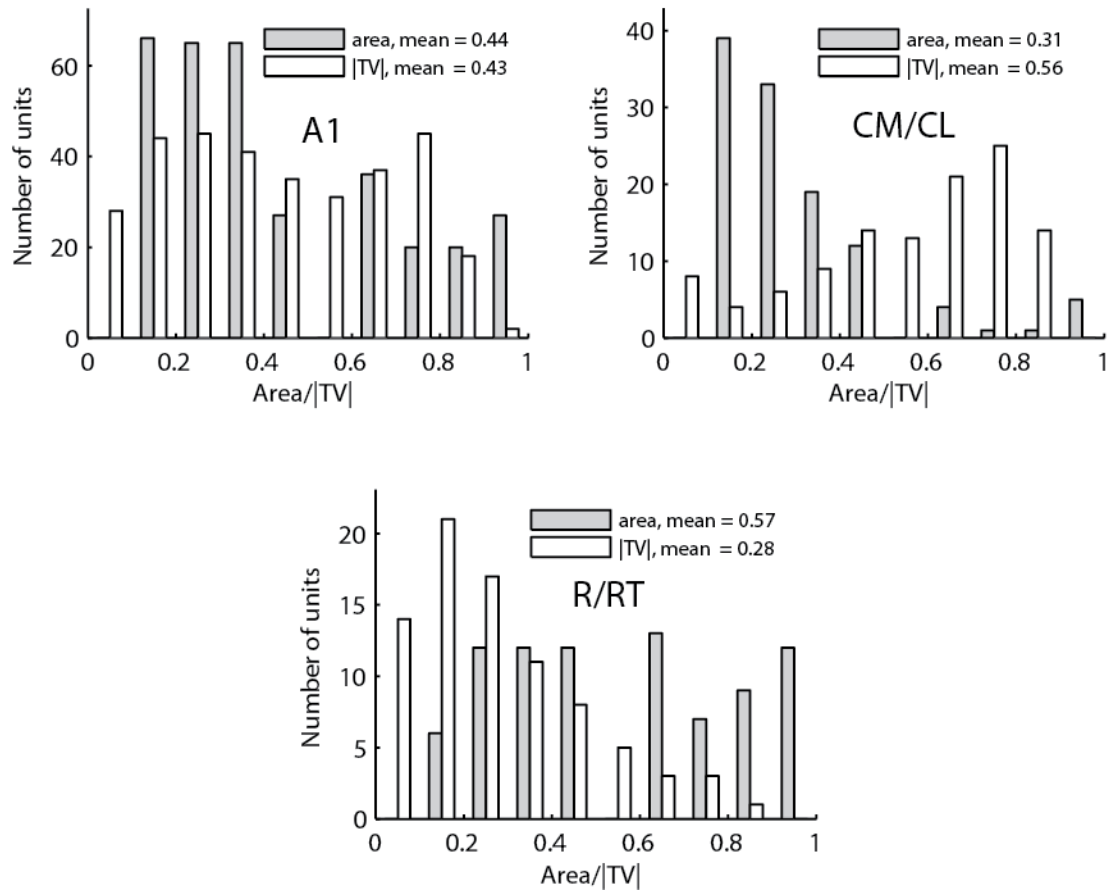 area, mean = 0.44
|TV|, mean = 0.43
A1
Number of units
60
40
20
0
0 0.2 0.4 0.6 0.8 1
Area/|TV|
area, mean = 0.31
|TV|, mean = 0.56
CM/CL
Number of units
40
30
20
10
0
0 0.2 0.4 0.6 0.8 1
Area/|TV|
area, mean = 0.57
|TV|, mean = 0.28
R/RT
Number of units
20
15
10
5
0
0 0.2 0.4 0.6 0.8 1
Area/|TV|